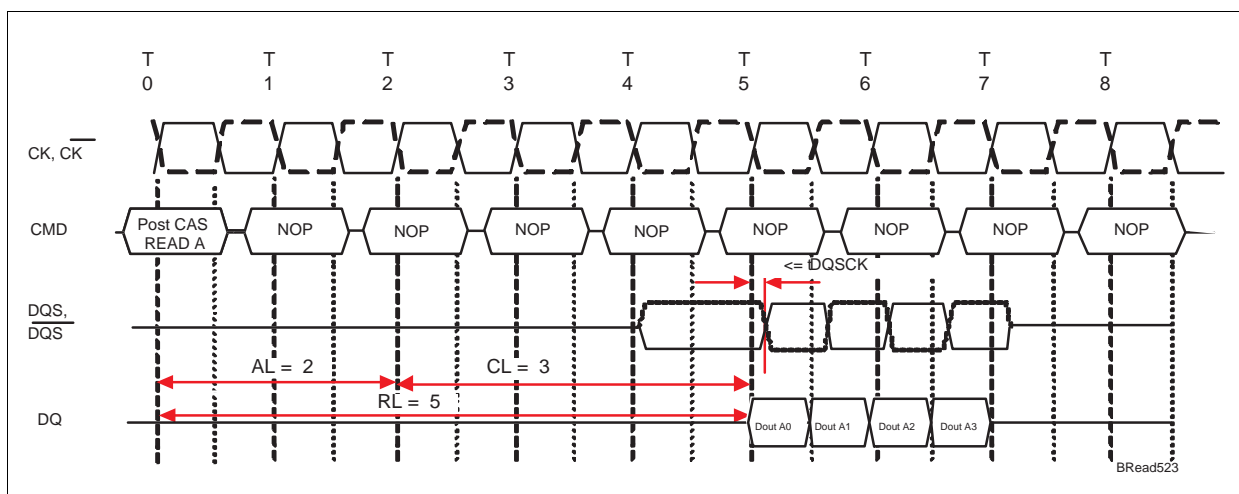 T T T T T T T T T
0 1 2 3 4 5 6 7 8
CK, CK
CMD Post CAS READ A NOP NOP NOP NOP NOP NOP NOP NOP
<= tDQSCK
DQS,
DQS
AL = 2 CL = 3
RL = 5
DQ Dout A0 Dout A1 Dout A2 Dout A3
BRead523